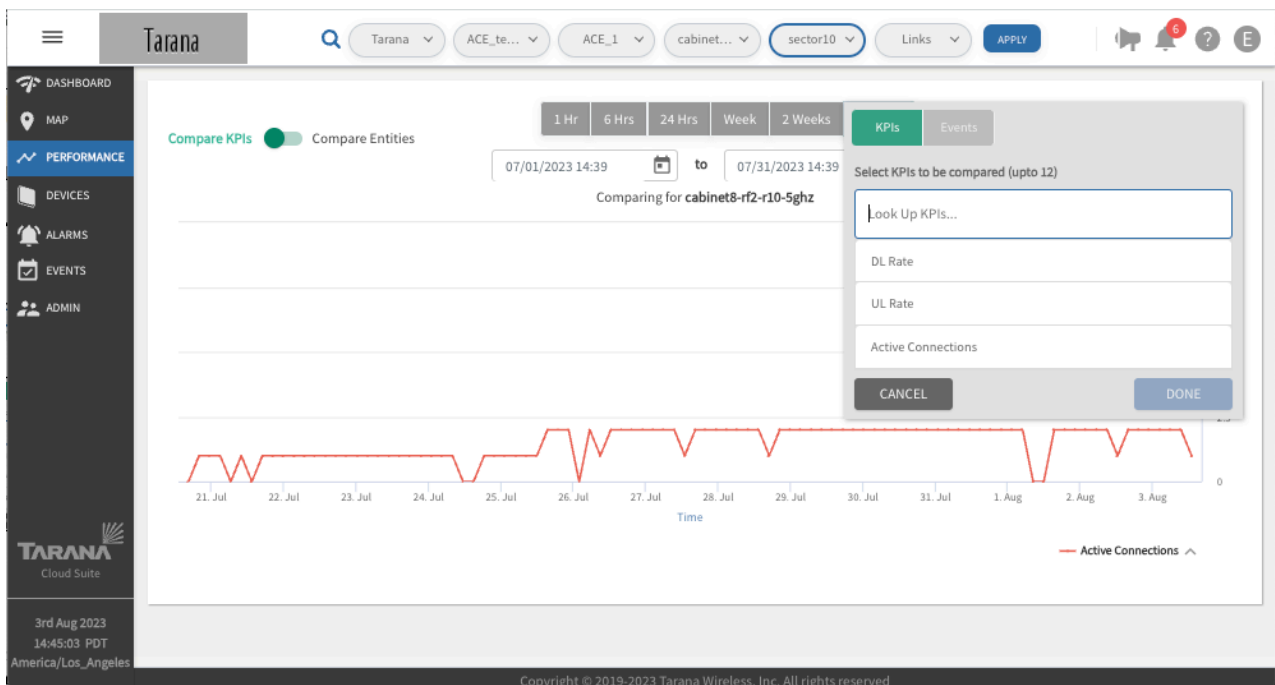 Tarana
Tarana
ACE_te...
ACE_1
cabinet...
sector10
Links
APPLY
6
?
E
DASHBOARD
MAP
PERFORMANCE
DEVICES
ALARMS
EVENTS
ADMIN
TARANA
Cloud Suite
3rd Aug 2023
14:45:03 PDT
America/Los_Angeles
Compare KPIs
Compare Entities
1 Hr
6 Hrs
24 Hrs
Week
2 Weeks
07/01/2023 14:39
to
07/31/2023 14:39
Comparing for cabinet8-rf2-r10-5ghz
KPIs
Events
Select KPIs to be compared (upto 12)
Look Up KPIs...
DL Rate
UL Rate
Active Connections
CANCEL
DONE
0
21. Jul
22. Jul
23. Jul
24. Jul
25. Jul
26. Jul
27. Jul
28. Jul
29. Jul
30. Jul
31. Jul
1. Aug
2. Aug
3. Aug
Time
Active Connections
Copyright © 2019-2023 Tarana Wireless, Inc. All rights reserved